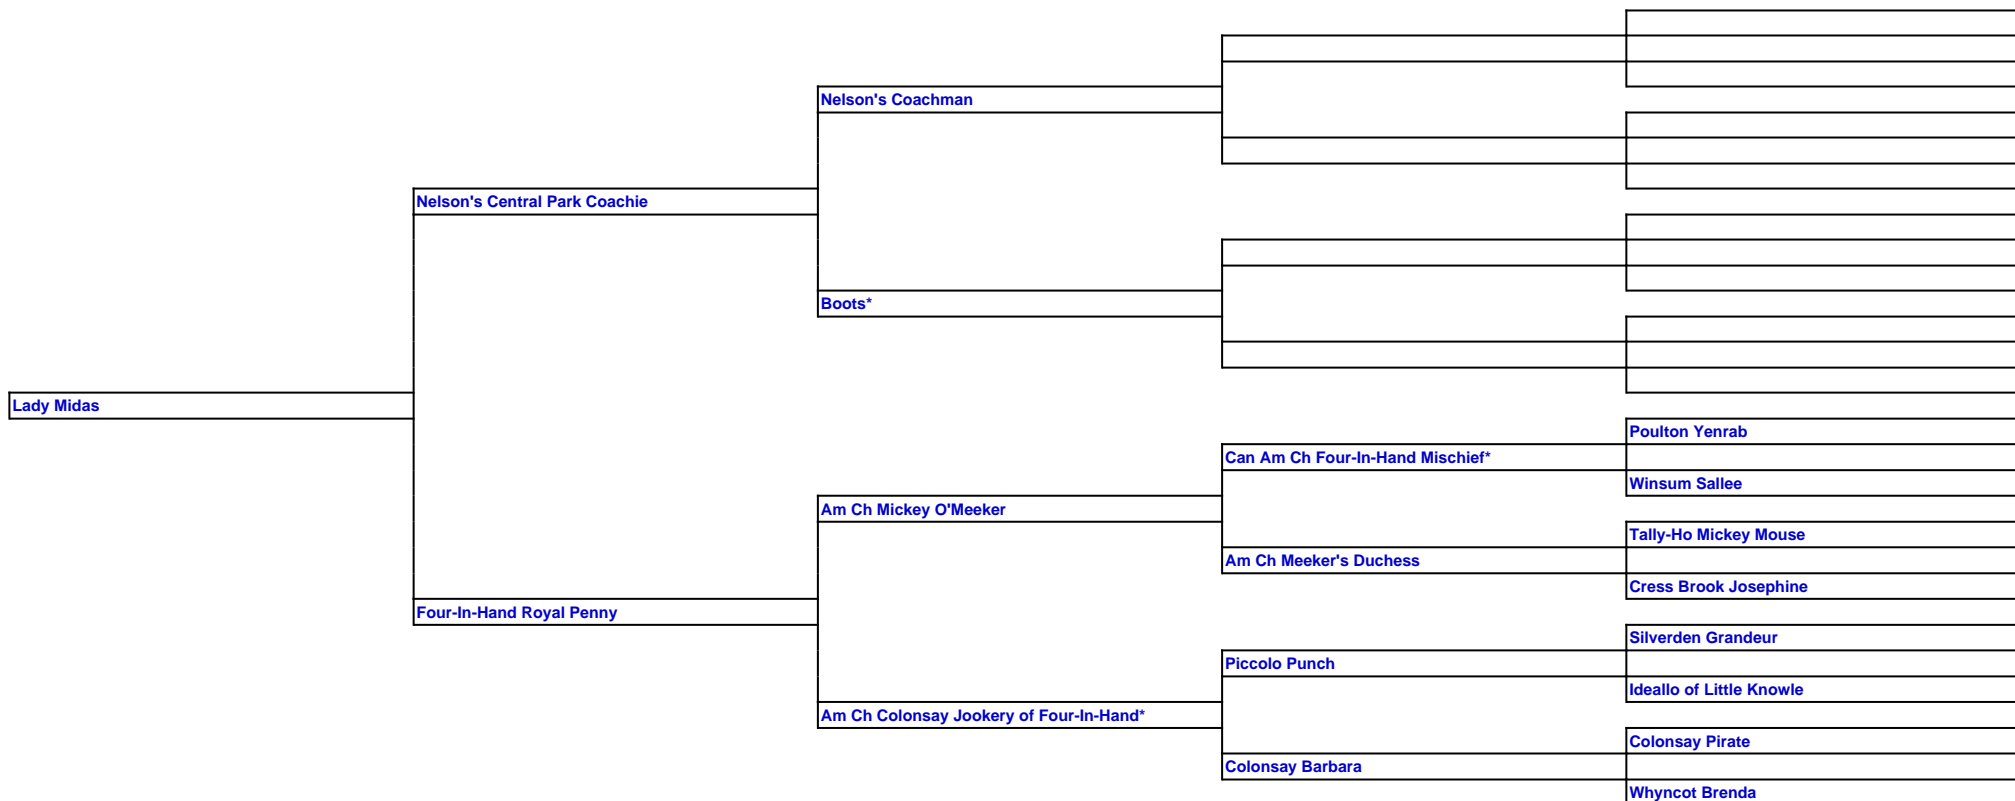 Nelson's Coachman
Nelson's Central Park Coachie
Boots*
Lady Midas
Poulton Yenrab
Can Am Ch Four-In-Hand Mischief*
Winsum Sallee
Am Ch Mickey O'Meeker
Tally-Ho Mickey Mouse
Am Ch Meeker's Duchess
Cress Brook Josephine
Four-In-Hand Royal Penny
Silverden Grandeur
Piccolo Punch
Ideallo of Little Knowle
Am Ch Colonsay Jookery of Four-In-Hand*
Colonsay Pirate
Colonsay Barbara
Whyncot Brenda